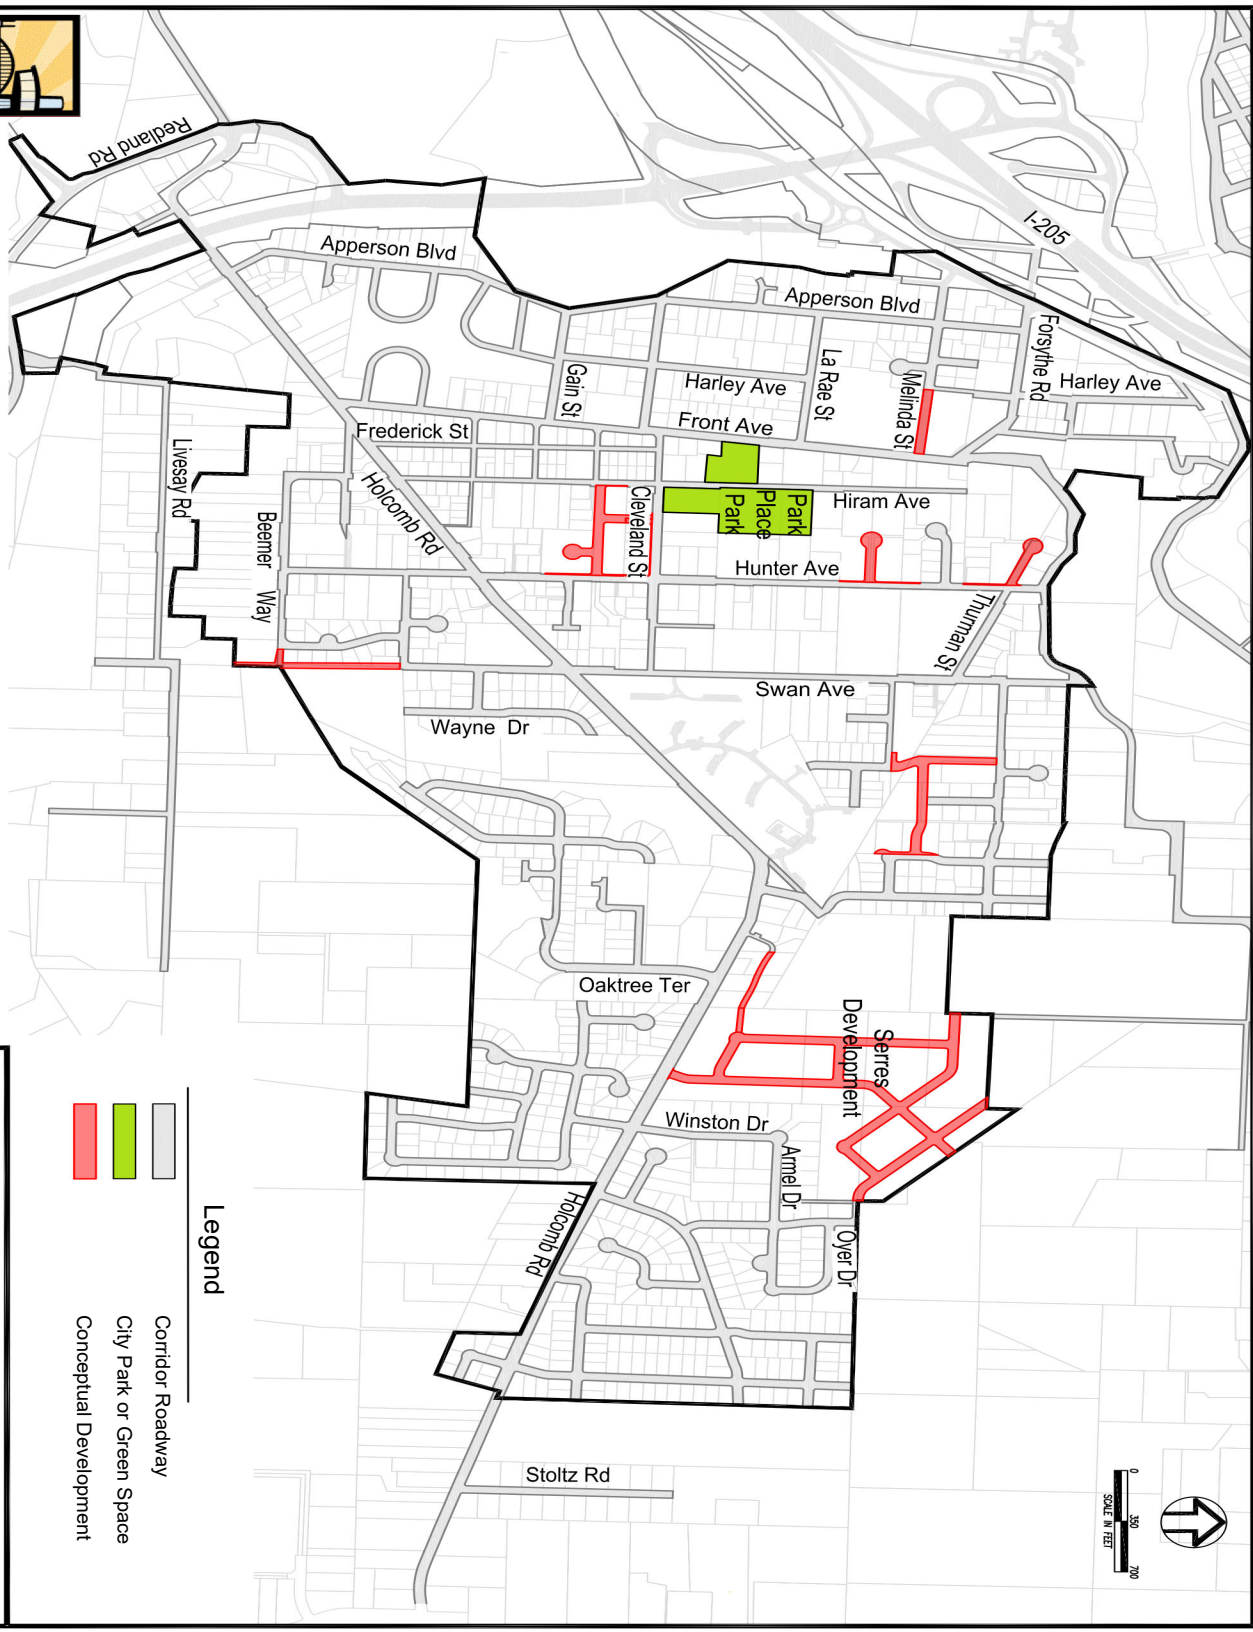 Redland Rd
I-205
Apperson Blvd
Apperson Blvd
Forsythe Rd
Harley Ave
La Rae St
Melinda St
Harley Ave
Gain St
Front Ave
Frederick St
Livesay Rd
Holcomb Rd
Hiram Ave
Park
Place
Park
Cleveland St
Beemer Way
Hunter Ave
Thurman St
Swan Ave
Wayne Dr
Oaktree Ter
Serres
Development
Winston Dr
Armel Dr
Oyer Dr
Holcomb Rd
Stoltz Rd
Legend
Corridor Roadway
City Park or Green Space
Conceptual Development
0 350 700
SCALE IN FEET